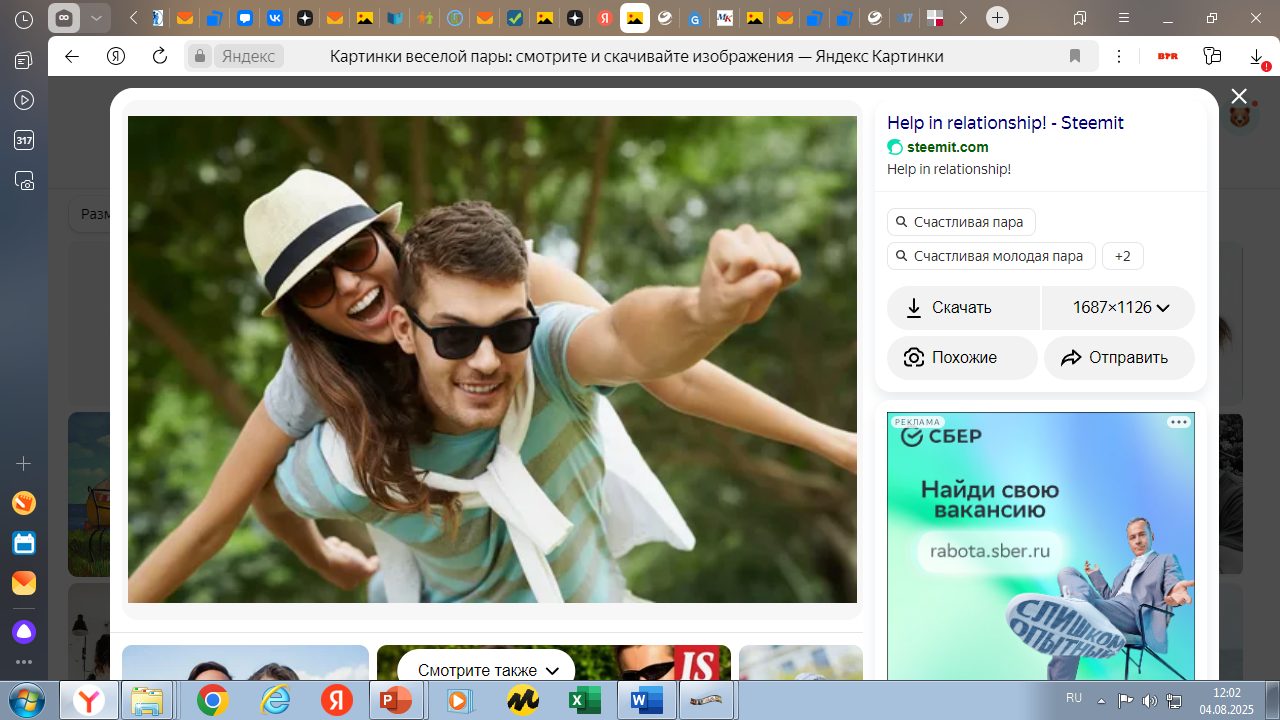 Яндекс
Картинки веселой пары: смотрите и скачивайте изображения — Яндекс Картинки
317
Разм
Help in relationship! - Steemit
steemit.com
Help in relationship!
Счастливая пара
Счастливая молодая пара
+2
Скачать
1687×1126
Похожие
Отправить
РЕКЛАМА
СБЕР
Найди свою
вакансию
rabota.sber.ru
СЛИШКОМ
ОПЫТНЫЙ
Смотрите также
IS
RU
12:02
04.08.2025